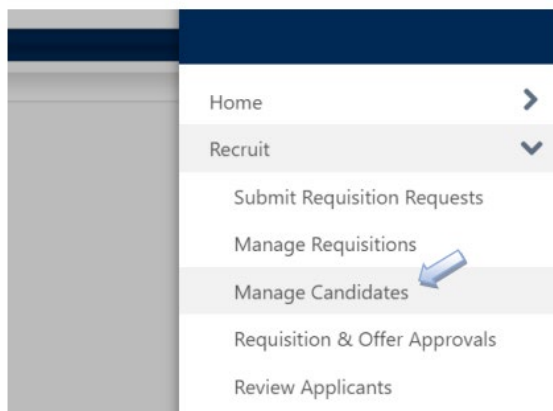 Home
Recruit
Submit Requisition Requests
Manage Requisitions
Manage Candidates
Requisition & Offer Approvals
Review Applicants